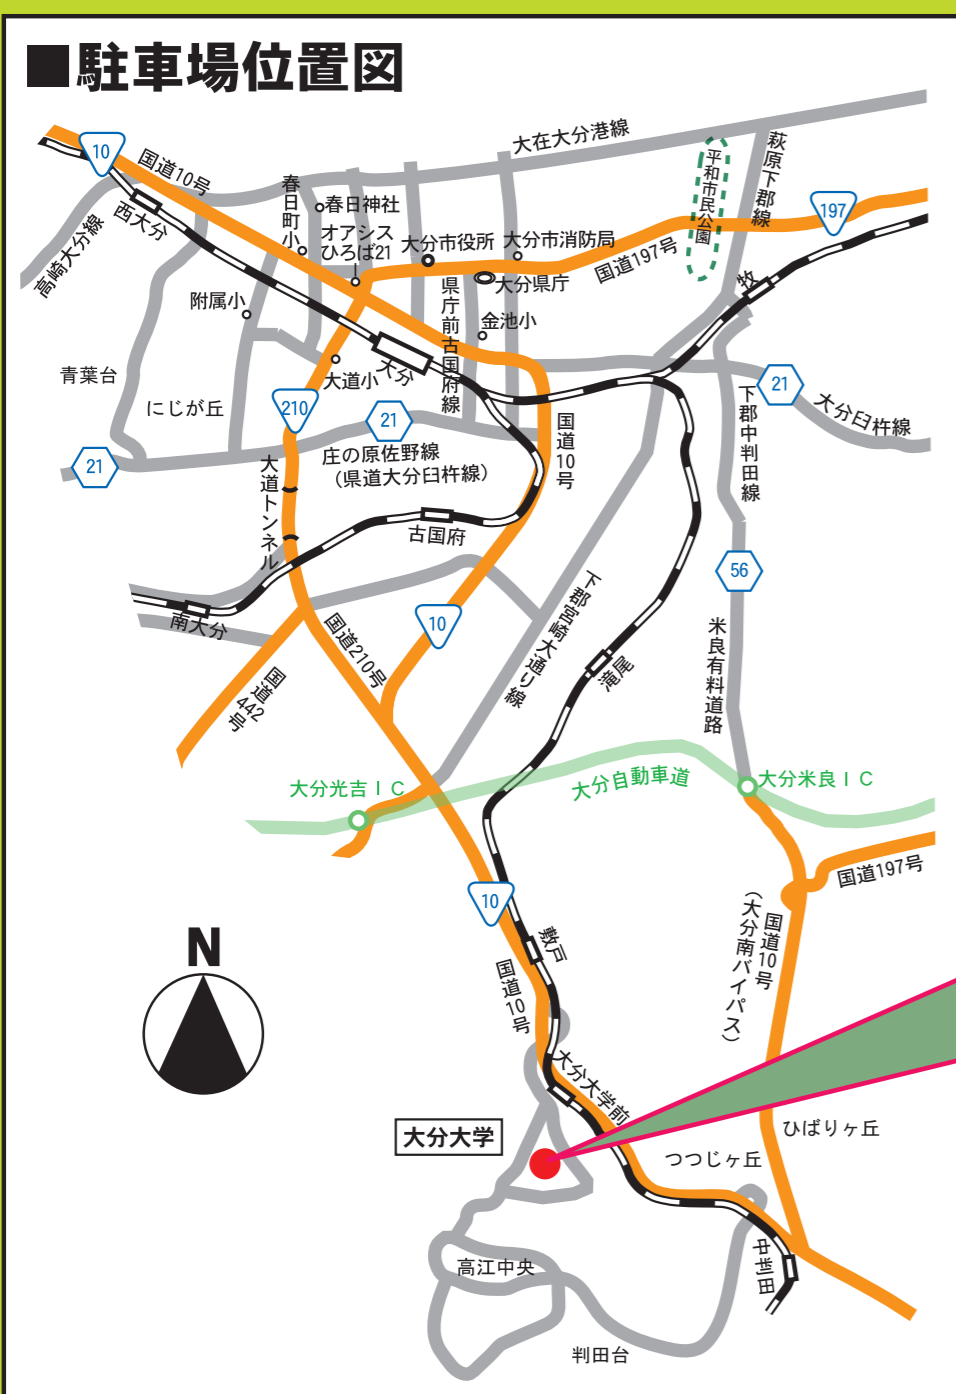 ■駐車場位置図
大在大分港線
10
国道10号
萩原下郡線
平和市民公園
春日町小
春日神社
西大分
高崎大分線
オアシス
ひろば21
大分市役所
大分市消防局
197
国道197号
大分県庁
県庁前古国府線
牧
附属小
金池小
大分
大道小
青葉台
にじが丘
210
21
21
大分臼杵線
下郡中判田線
国道10号
21
庄の原佐野線
（県道大分臼杵線）
大道トンネル
古国府
56
下郡宮崎大通り線
南大分
国道210号
10
米良有料道路
滝尾
国道442号
大分光吉IC
大分自動車道
大分米良IC
国道197号
10
国道10号
（大分南バイパス）
敷戸
国道10号
N
大分大学前
大分大学
ひばりヶ丘
つつじヶ丘
中判田
高江中央
判田台